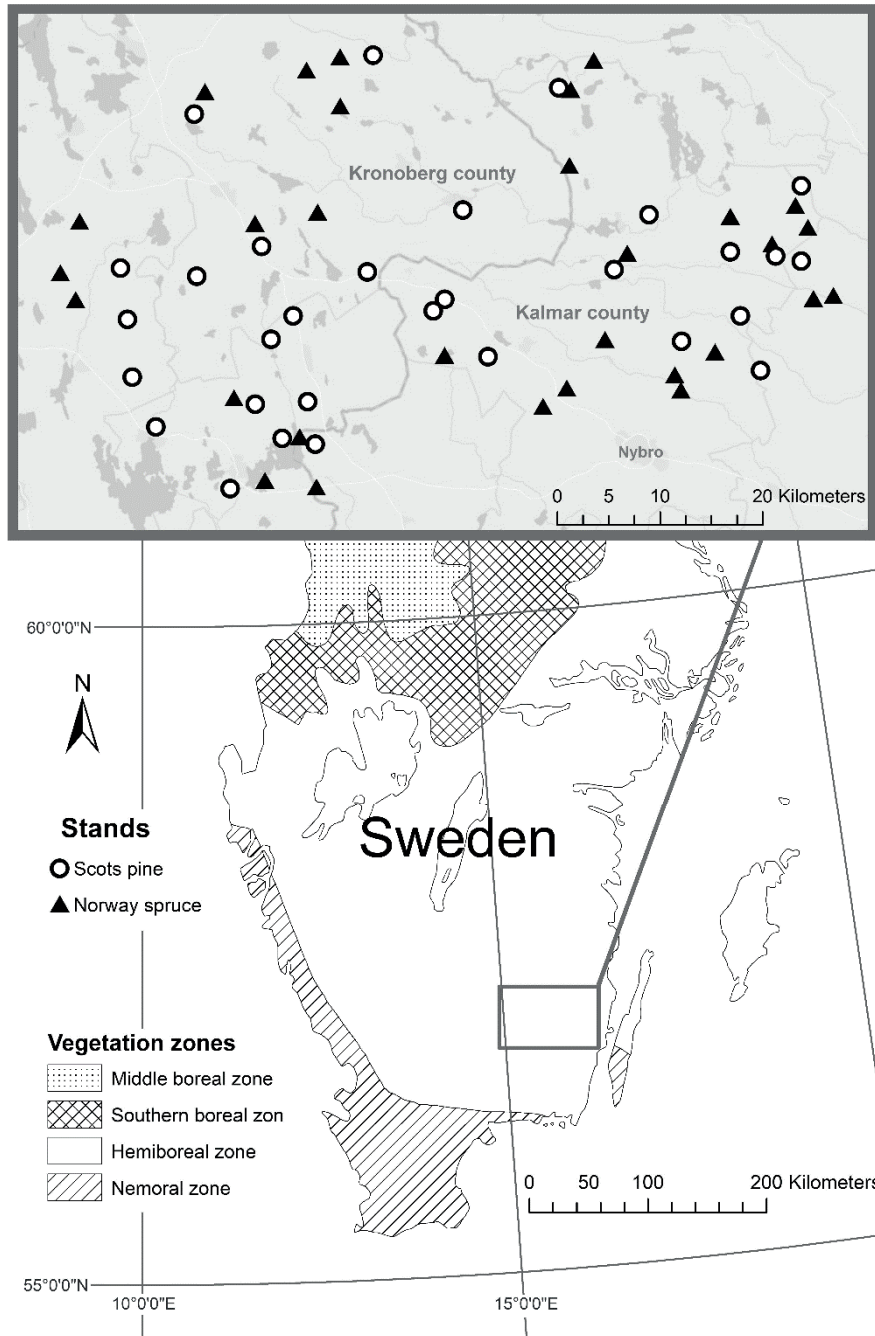 Kronoberg county
Kalmar county
Nybro
0 5 10 20 Kilometers
60°0'0"N
N
Sweden
Stands
Scots pine
Norway spruce
Vegetation zones
Middle boreal zone
Southern boreal zon
Hemiboreal zone
Nemoral zone
0 50 100 200 Kilometers
55°0'0"N
10°0'0"E
15°0'0"E